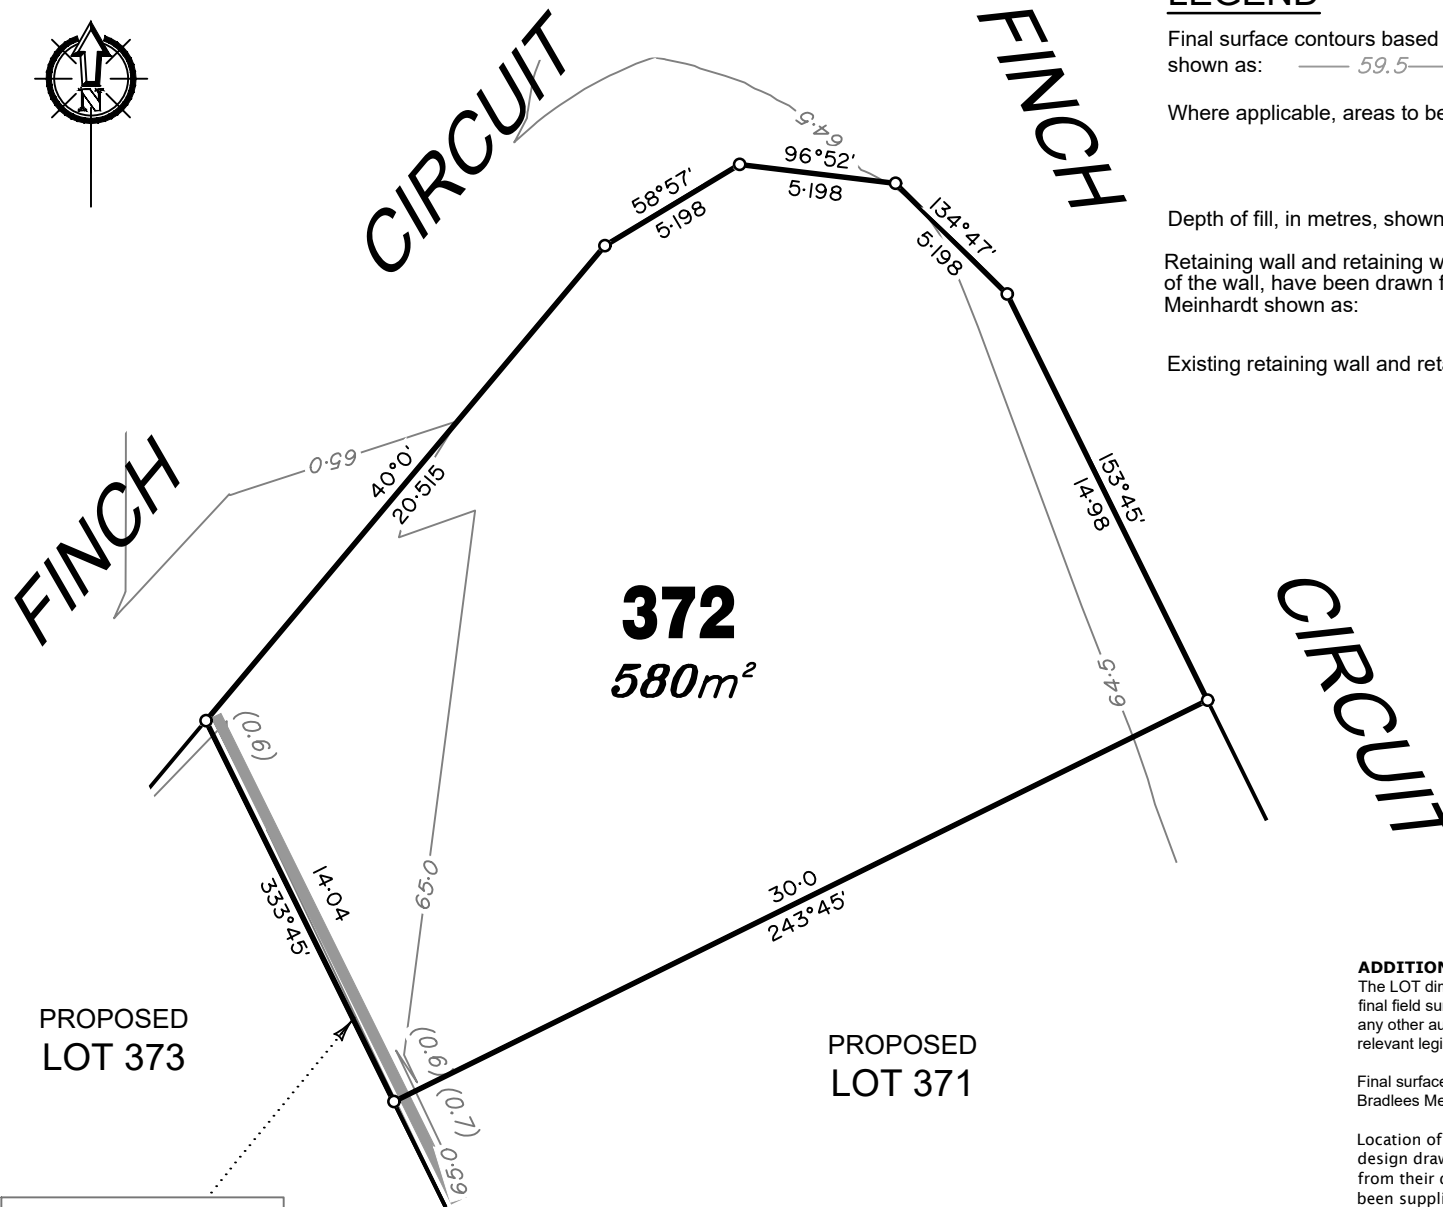 LEGEND
Final surface contours based
shown as: 59.5
Where applicable, areas to be
Depth of fill, in metres, shown
Retaining wall and retaining w
of the wall, have been drawn f
Meinhardt shown as:
Existing retaining wall and reta
N
CIRCUIT
FINCH
64·5
96°52'
5·198
58°57'
5·198
134°47'
5·198
65·0
40°0'
20·515
153°45'
14·98
FINCH
372
580m²
CIRCUIT
64·5
(0.9)
30·0
243°45'
65·0
14·04
333°45'
PROPOSED
LOT 373
PROPOSED
LOT 371
(0.9)
(0.7)
65·0
ADDITION
The LOT dim
final field su
any other au
relevant legi
Final surface
Bradlees Me
Location of
design draw
from their d
been suppli